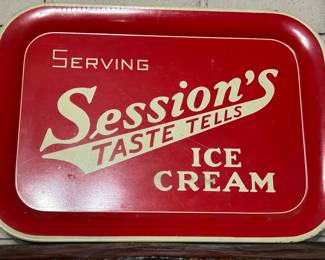 SERVING
Session's
TASTE TELLS
ICE
CREAM